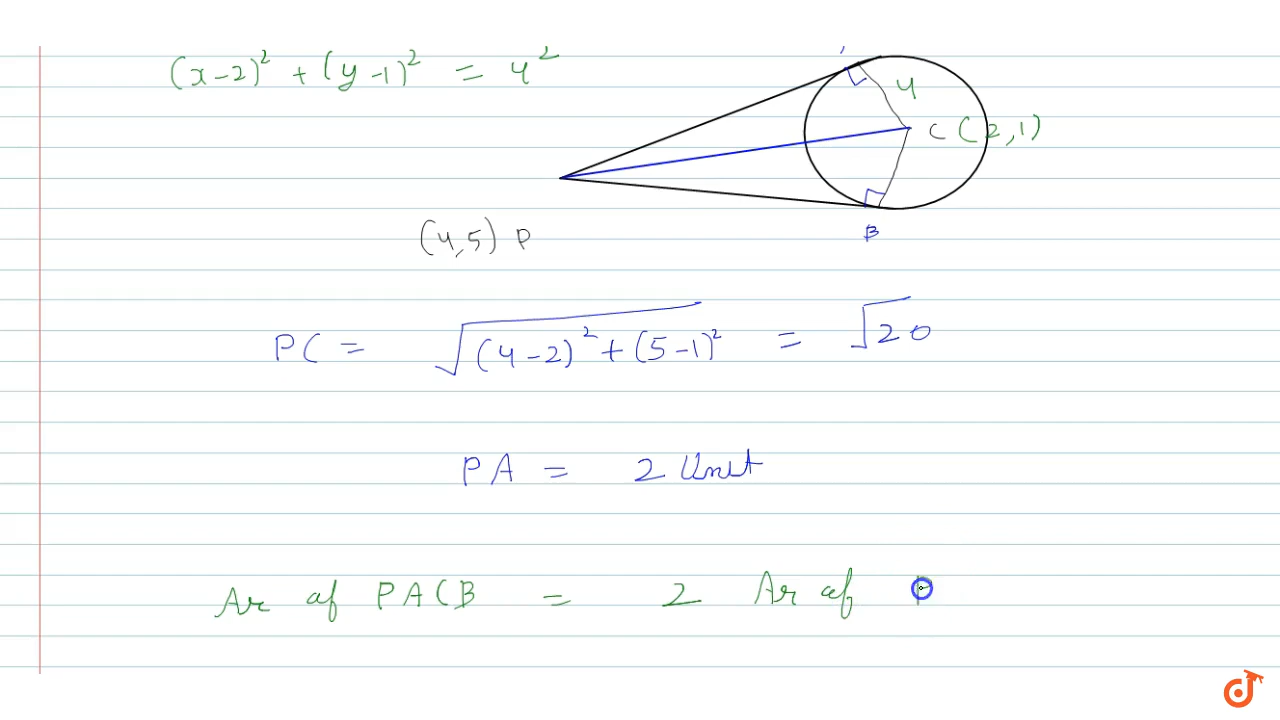 (x-2)² + (y-1)² = 4²
4
C (2,1)
B
(4,5) P
PC = √((4-2)² + (5-1)²) = √20
PA = 2 Unit
Ar of PACB = 2 Ar of